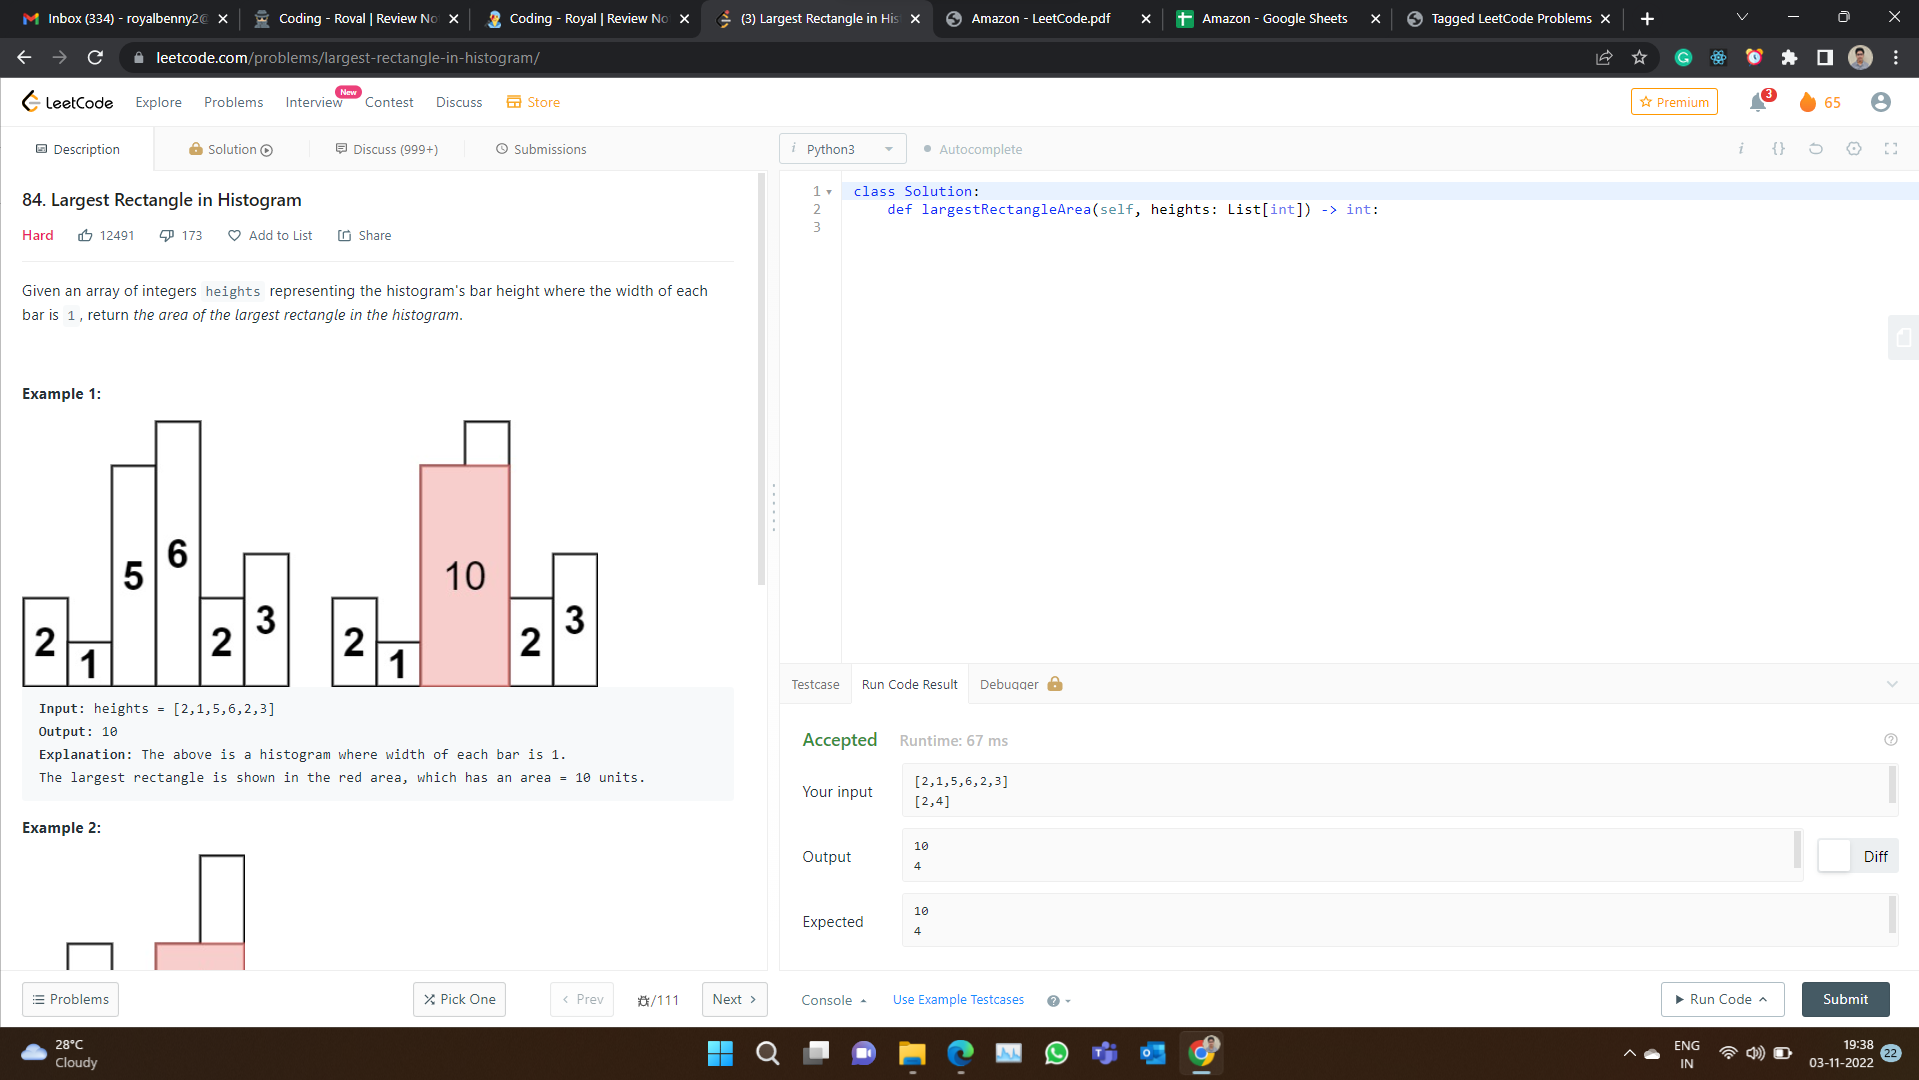 Inbox (334) - royalbenny2@
Coding - Royal | Review No
Coding - Royal | Review No
(3) Largest Rectangle in His
Amazon - LeetCode.pdf
Amazon - Google Sheets
Tagged LeetCode Problems
leetcode.com/problems/largest-rectangle-in-histogram/
LeetCode
Explore
Problems
Interview
New
Contest
Discuss
Store
Premium
3
65
Description
Solution
Discuss (999+)
Submissions
i Python3
Autocomplete
i {}
84. Largest Rectangle in Histogram
Hard
12491
173
Add to List
Share
Given an array of integers heights representing the histogram's bar height where the width of each
bar is 1, return the area of the largest rectangle in the histogram.
Example 1:
2 1 5 6 2 3
2 1 10 2 3
Input: heights = [2,1,5,6,2,3]
Output: 10
Explanation: The above is a histogram where width of each bar is 1.
The largest rectangle is shown in the red area, which has an area = 10 units.
Example 2:
Problems
Pick One
< Prev
/111
Next >
1 class Solution:
2 def largestRectangleArea(self, heights: List[int]) -> int:
3
Testcase
Run Code Result
Debugger
Accepted
Runtime: 67 ms
Your input
[2,1,5,6,2,3]
[2,4]
Output
10
4
Diff
Expected
10
4
Console
Use Example Testcases
Run Code
Submit
28°C
Cloudy
ENG
IN
19:38
03-11-2022
22